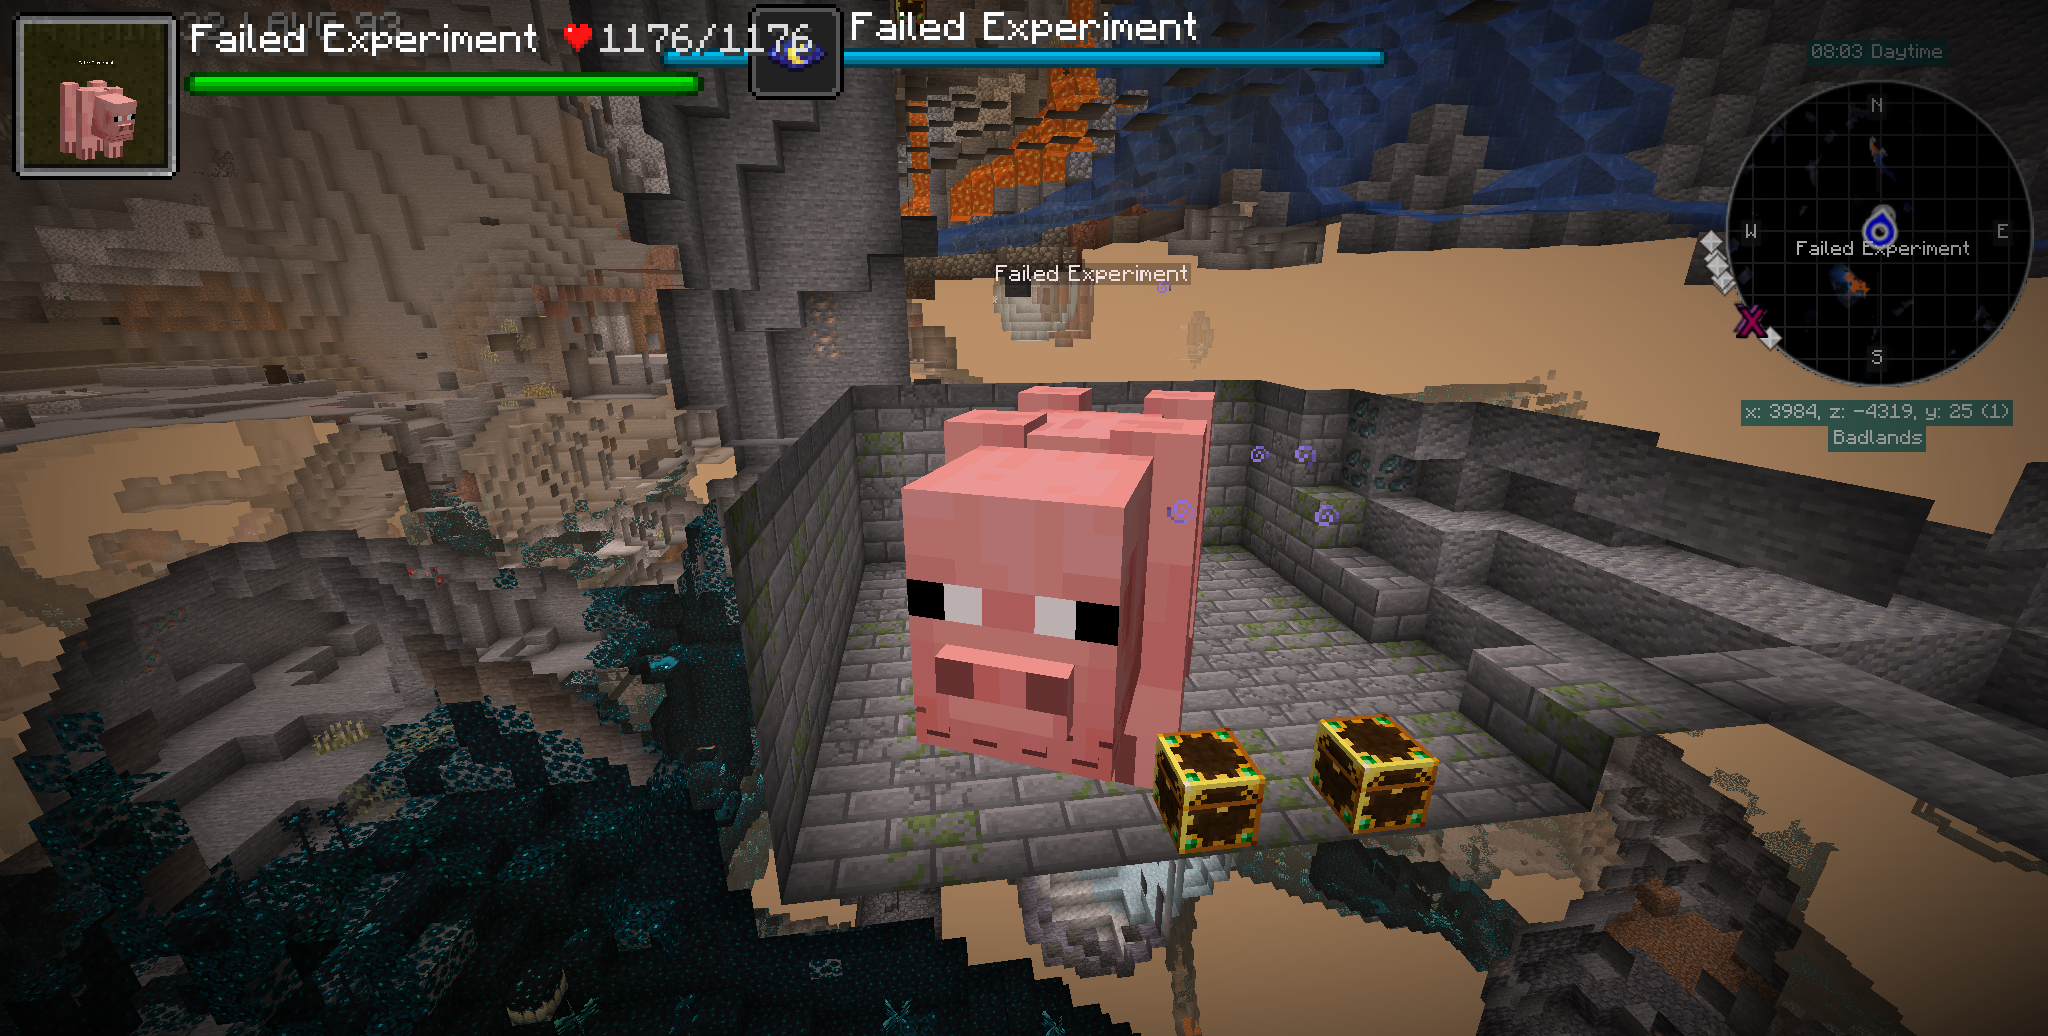 Failed Experiment 1176/1176
Failed Experiment
08:03 Daytime
N
W
E
Failed Experiment
S
Failed Experiment
x: 3984, z: -4319, y: 25 (1)
Badlands